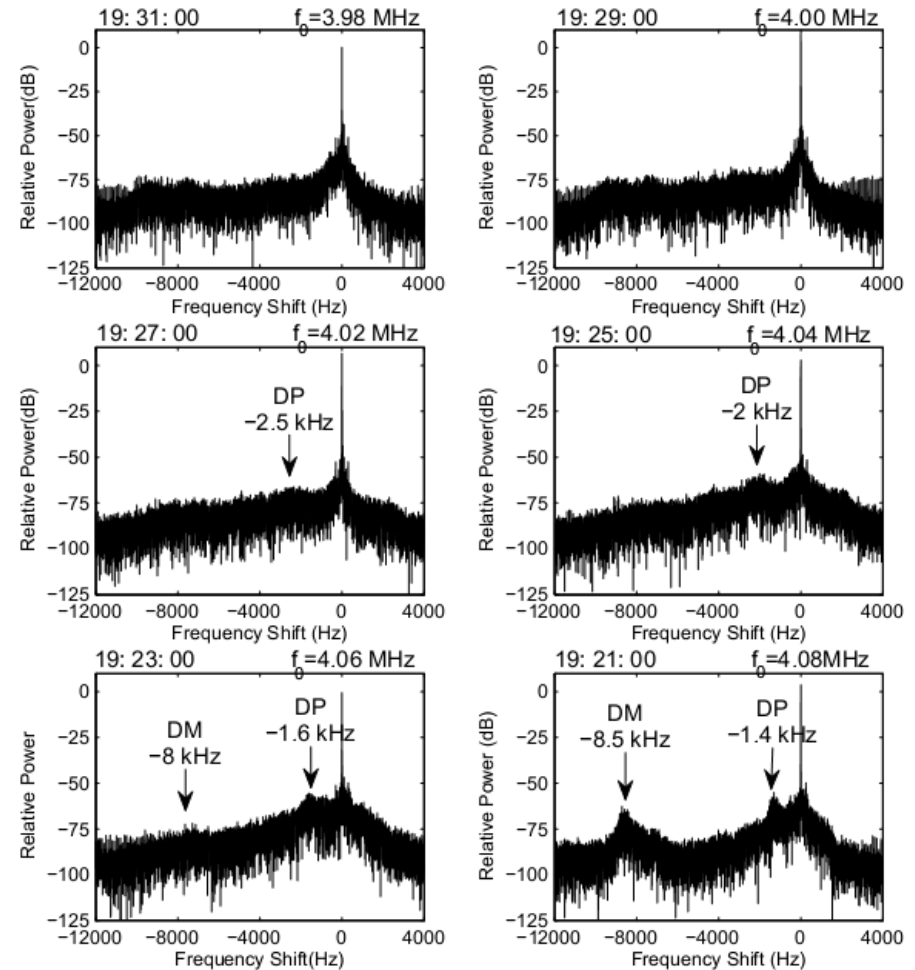 19: 31: 00 f0=3.98 MHz
Relative Power(dB)
0
−25
−50
−75
−100
−125
−12000 −8000 −4000 0 4000
Frequency Shift (Hz)
19: 29: 00 f0=4.00 MHz
Relative Power(dB)
0
−25
−50
−75
−100
−125
−12000 −8000 −4000 0 4000
Frequency Shift (Hz)
19: 27: 00 f0=4.02 MHz
Relative Power(dB)
0
−25
−50
−75
−100
−125
DP
−2.5 kHz
−12000 −8000 −4000 0 4000
Frequency Shift (Hz)
19: 25: 00 f0=4.04 MHz
Relative Power(dB)
0
−25
−50
−75
−100
−125
DP
−2 kHz
−12000 −8000 −4000 0 4000
Frequency Shift (Hz)
19: 23: 00 f0=4.06 MHz
Relative Power
0
−25
−50
−75
−100
−125
DM
−8 kHz
DP
−1.6 kHz
−12000 −8000 −4000 0 4000
Frequency Shift(Hz)
19: 21: 00 f0=4.08MHz
Relative Power (dB)
0
−25
−50
−75
−100
−125
DM
−8.5 kHz
DP
−1.4 kHz
−12000 −8000 −4000 0 4000
Frequency Shift (Hz)